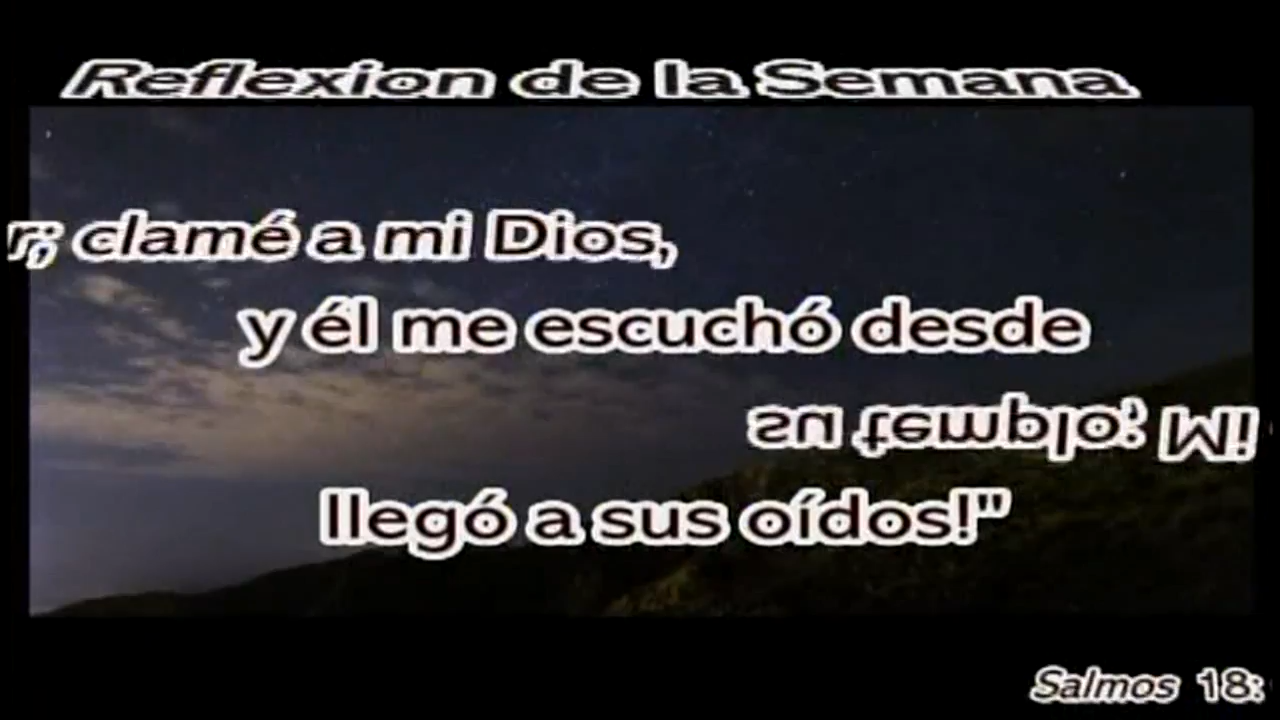 Reflexion de la Semana
r; clamé a mi Dios,
y él me escuchó desde
su templo; Mi
llegó a sus oídos!"
Salmos 18: